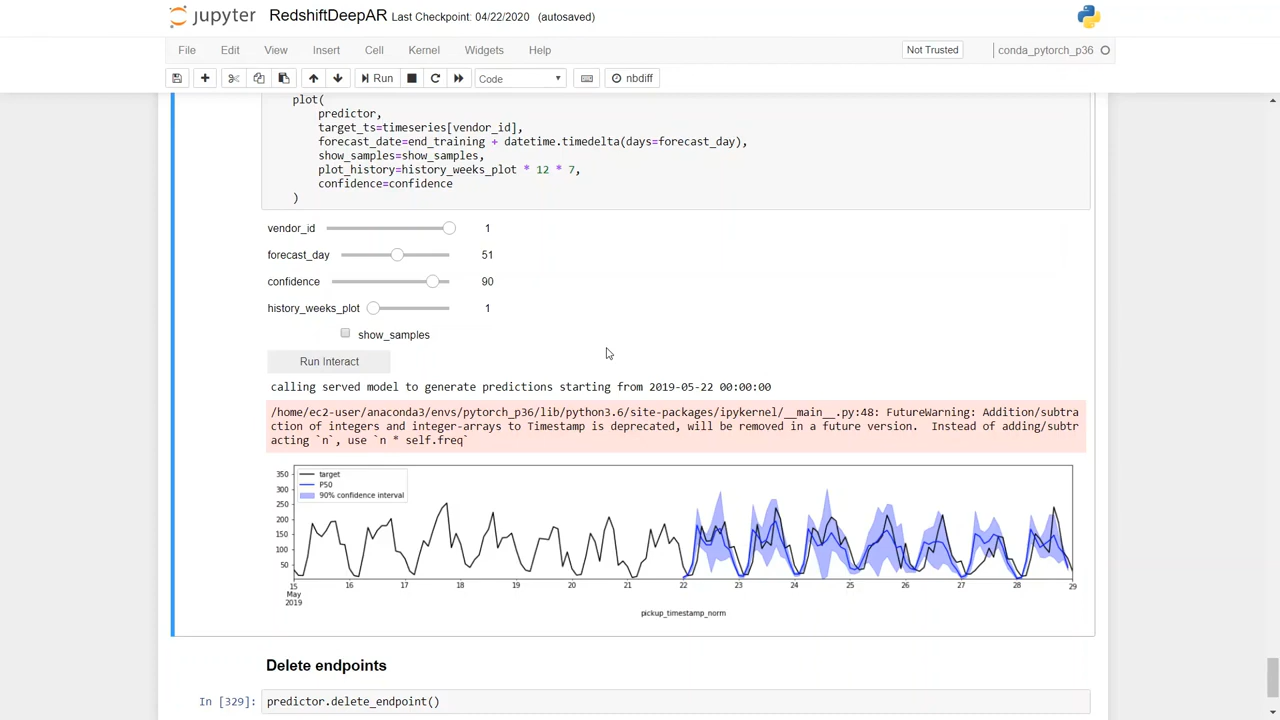 jupyter RedshiftDeepAR Last Checkpoint: 04/22/2020 (autosaved)
File Edit View Insert Cell Kernel Widgets Help Not Trusted conda_pytorch_p36
Run Code nbdiff
plot(
predictor,
target_ts=timeseries[vendor_id],
forecast_date=end_training + datetime.timedelta(days=forecast_day),
show_samples=show_samples,
plot_history=history_weeks_plot * 12 * 7,
confidence=confidence
)
vendor_id 1
forecast_day 51
confidence 90
history_weeks_plot 1
show_samples
Run Interact
calling served model to generate predictions starting from 2019-05-22 00:00:00
/home/ec2-user/anaconda3/envs/pytorch_p36/lib/python3.6/site-packages/ipykernel/__main__.py:48: FutureWarning: Addition/subtra
ction of integers and integer-arrays to Timestamp is deprecated, will be removed in a future version.  Instead of adding/subtr
acting `n`, use `n * self.freq`
350
300
250
200
150
100
50
target
P50
90% confidence interval
15 16 17 18 19 20 21 22 23 24 25 26 27 28 29
May
2019
pickup_timestamp_norm
Delete endpoints
In [329]: predictor.delete_endpoint()